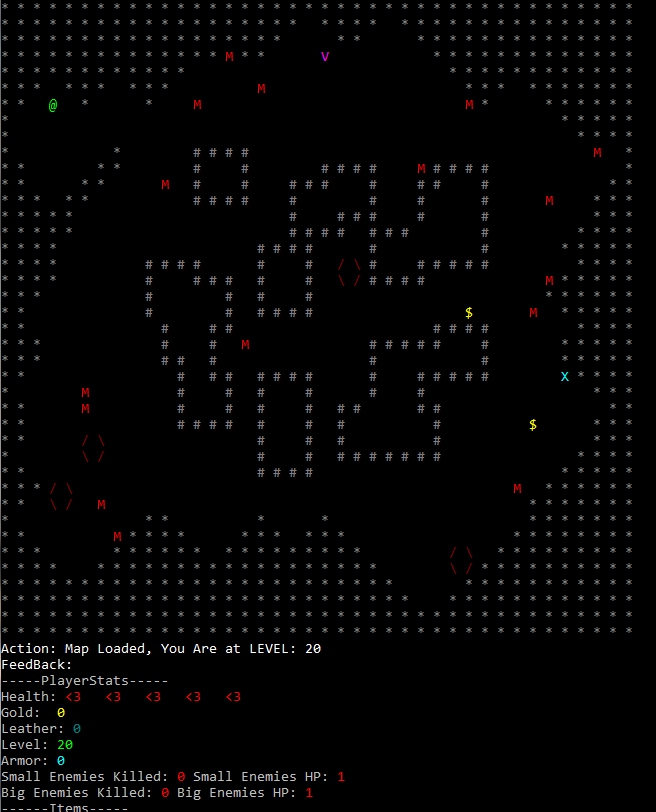 Action: Map Loaded, You Are at LEVEL: 20
FeedBack:
-----PlayerStats-----
Health: <3 <3 <3 <3 <3
Gold: 0
Leather: 0
Level: 20
Armor: 0
Small Enemies Killed: 0 Small Enemies HP: 1
Big Enemies Killed: 0 Big Enemies HP: 1
------Items-----